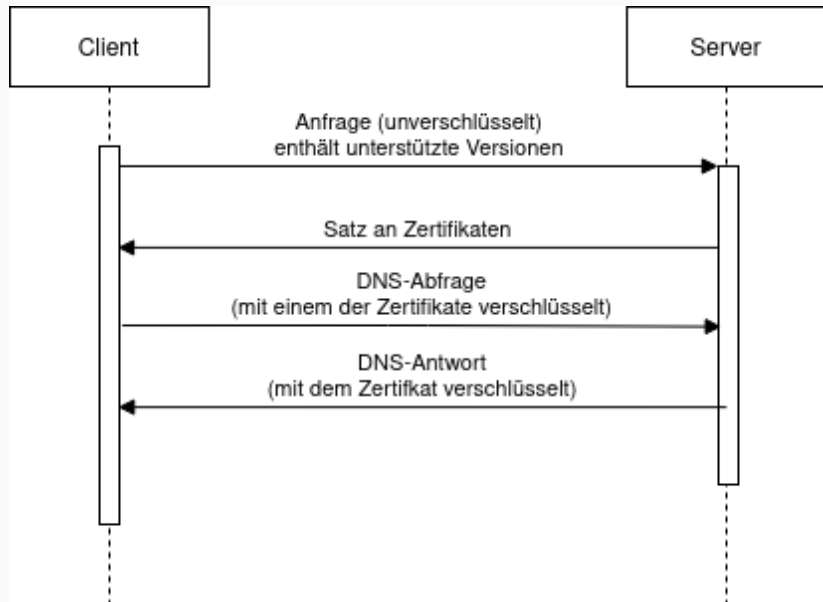 Client
Server
Anfrage (unverschlüsselt)
enthält unterstützte Versionen
Satz an Zertifikaten
DNS-Abfrage
(mit einem der Zertifikate verschlüsselt)
DNS-Antwort
(mit dem Zertifkat verschlüsselt)